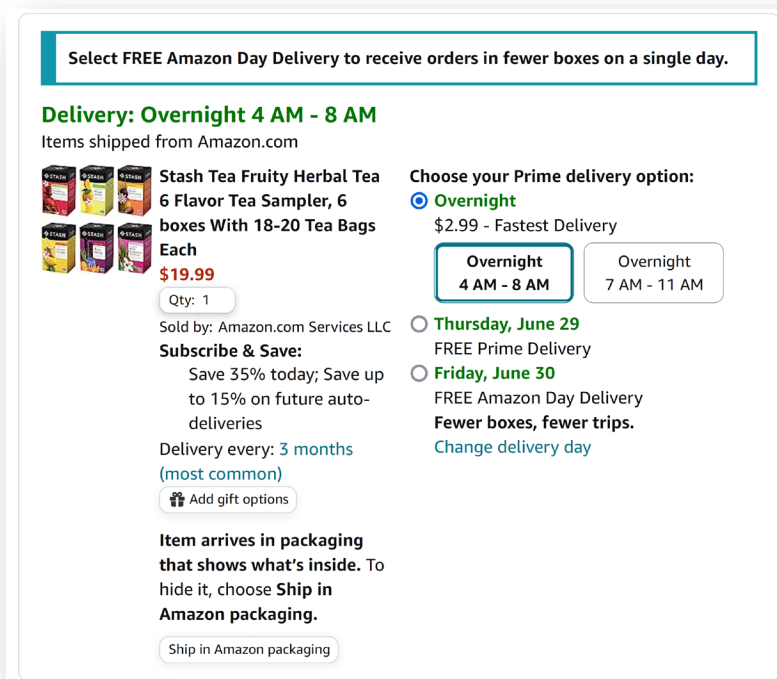 Select FREE Amazon Day Delivery to receive orders in fewer boxes on a single day.
Delivery: Overnight 4 AM - 8 AM
Items shipped from Amazon.com
STASH STASH STASH
STASH STASH STASH
Stash Tea Fruity Herbal Tea
6 Flavor Tea Sampler, 6
boxes With 18-20 Tea Bags
Each
$19.99
Qty: 1
Sold by: Amazon.com Services LLC
Subscribe & Save:
Save 35% today; Save up
to 15% on future auto-
deliveries
Delivery every: 3 months
(most common)
Add gift options
Item arrives in packaging
that shows what’s inside. To
hide it, choose Ship in
Amazon packaging.
Ship in Amazon packaging
Choose your Prime delivery option:
Overnight
$2.99 - Fastest Delivery
Overnight
4 AM - 8 AM
Overnight
7 AM - 11 AM
Thursday, June 29
FREE Prime Delivery
Friday, June 30
FREE Amazon Day Delivery
Fewer boxes, fewer trips.
Change delivery day